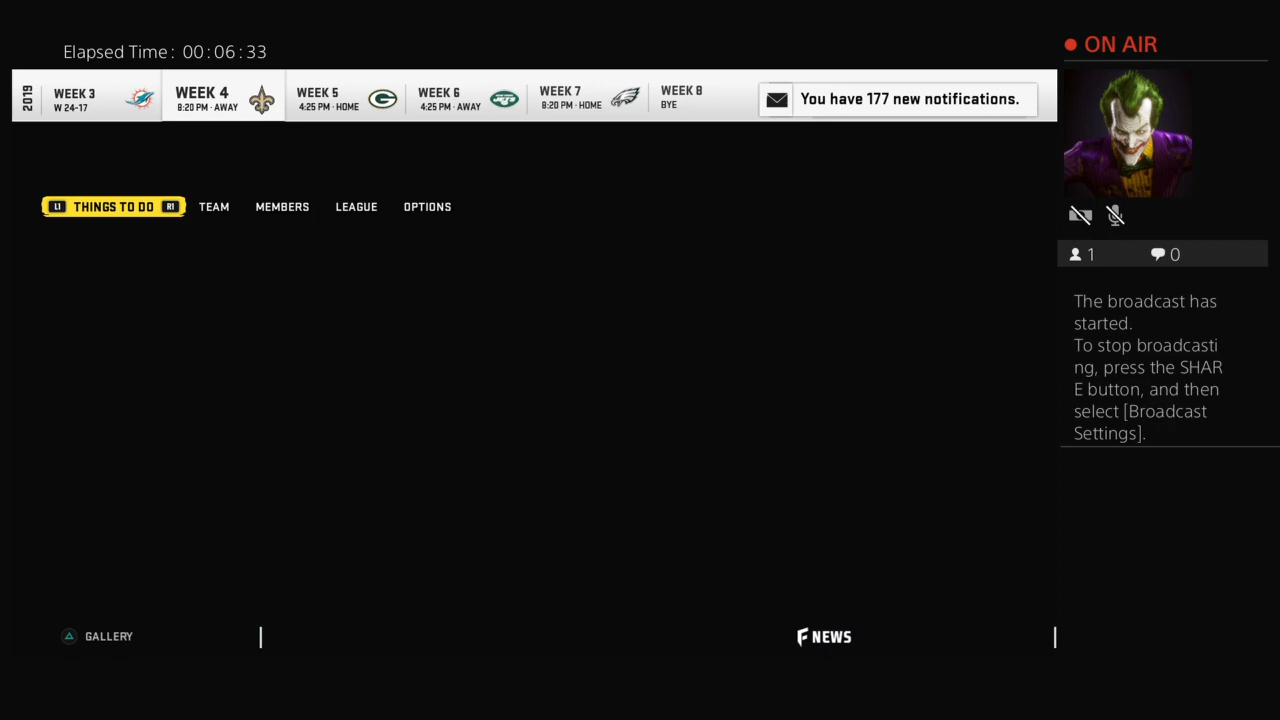 Elapsed Time: 00:06:33
ON AIR
2019
WEEK 3
W 24-17
WEEK 4
8:20 PM · AWAY
WEEK 5
4:25 PM · HOME
WEEK 6
4:25 PM · AWAY
WEEK 7
8:20 PM · HOME
WEEK 8
BYE
You have 177 new notifications.
L1 THINGS TO DO R1 TEAM MEMBERS LEAGUE OPTIONS
1 0
The broadcast has
started.
To stop broadcasti
ng, press the SHAR
E button, and then
select [Broadcast
Settings].
GALLERY
F NEWS